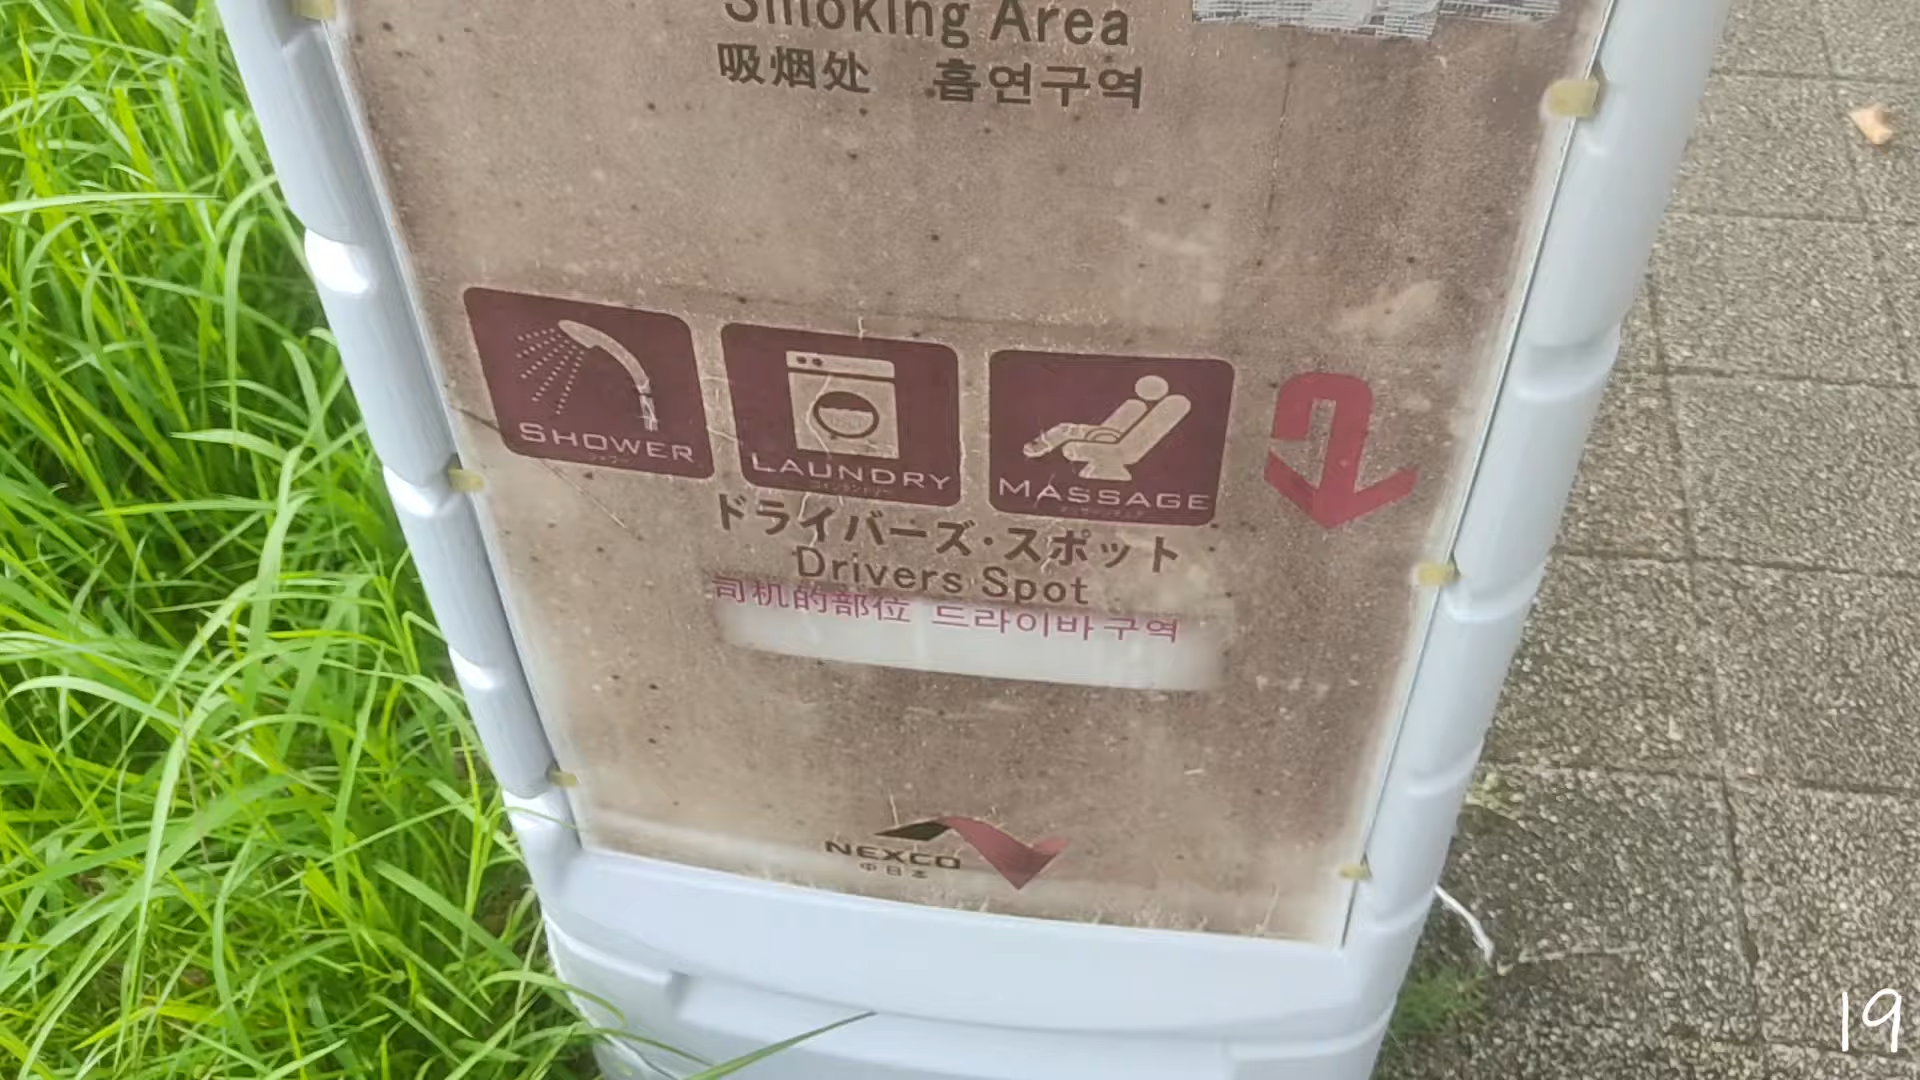 Smoking Area
吸烟处 흡연구역
SHOWER
LAUNDRY
MASSAGE
ドライバーズ・スポット
Drivers Spot
司机的部位 드라이바 구역
NEXCO
中日本
19